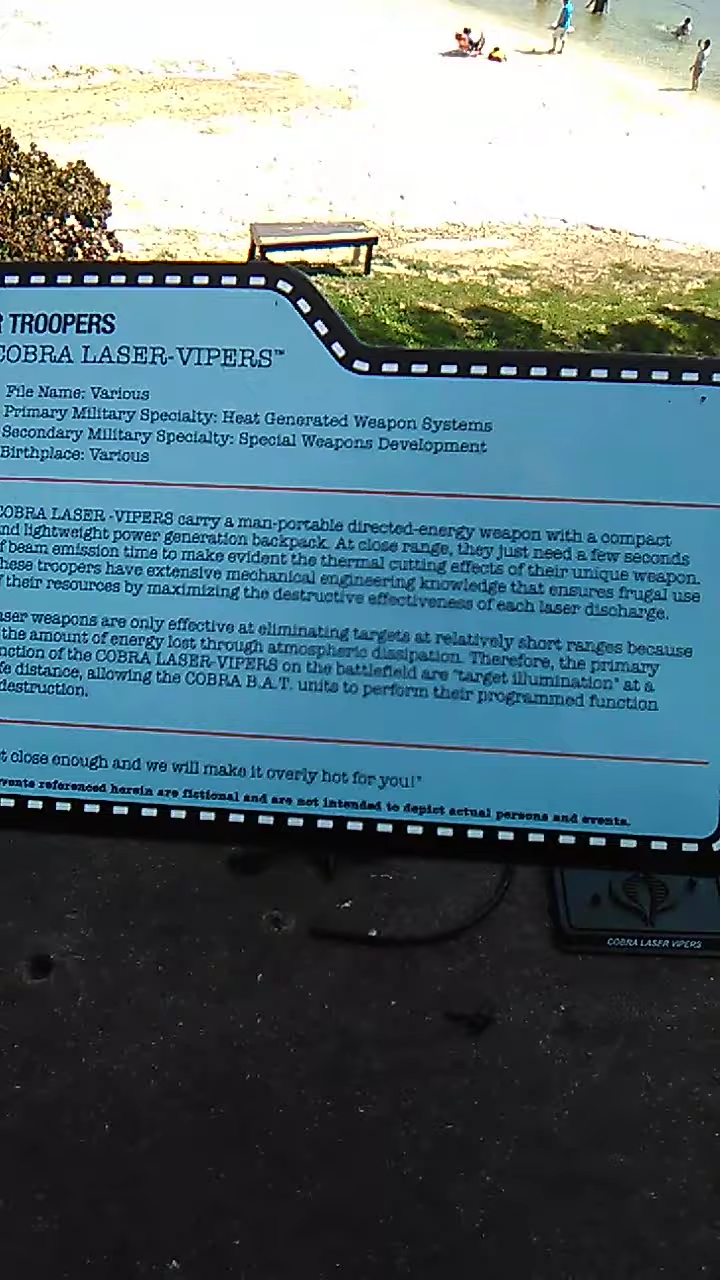 R TROOPERS
COBRA LASER-VIPERS™
File Name: Various
Primary Military Specialty: Heat Generated Weapon Systems
Secondary Military Specialty: Special Weapons Development
Birthplace: Various
COBRA LASER -VIPERS carry a man-portable directed-energy weapon with a compact
nd lightweight power generation backpack. At close range, they just need a few seconds
f beam emission time to make evident the thermal cutting effects of their unique weapon.
hese troopers have extensive mechanical engineering knowledge that ensures frugal use
f their resources by maximizing the destructive effectiveness of each laser discharge.
aser weapons are only effective at eliminating targets at relatively short ranges because
the amount of energy lost through atmospheric dissipation. Therefore, the primary
nction of the COBRA LASER-VIPERS on the battlefield are "target illumination" at a
fe distance, allowing the COBRA B.A.T. units to perform their programmed function
destruction.
t close enough and we will make it overly hot for you!"
vents referenced herein are fictional and are not intended to depict actual persons and events.
COBRA LASER VIPERS